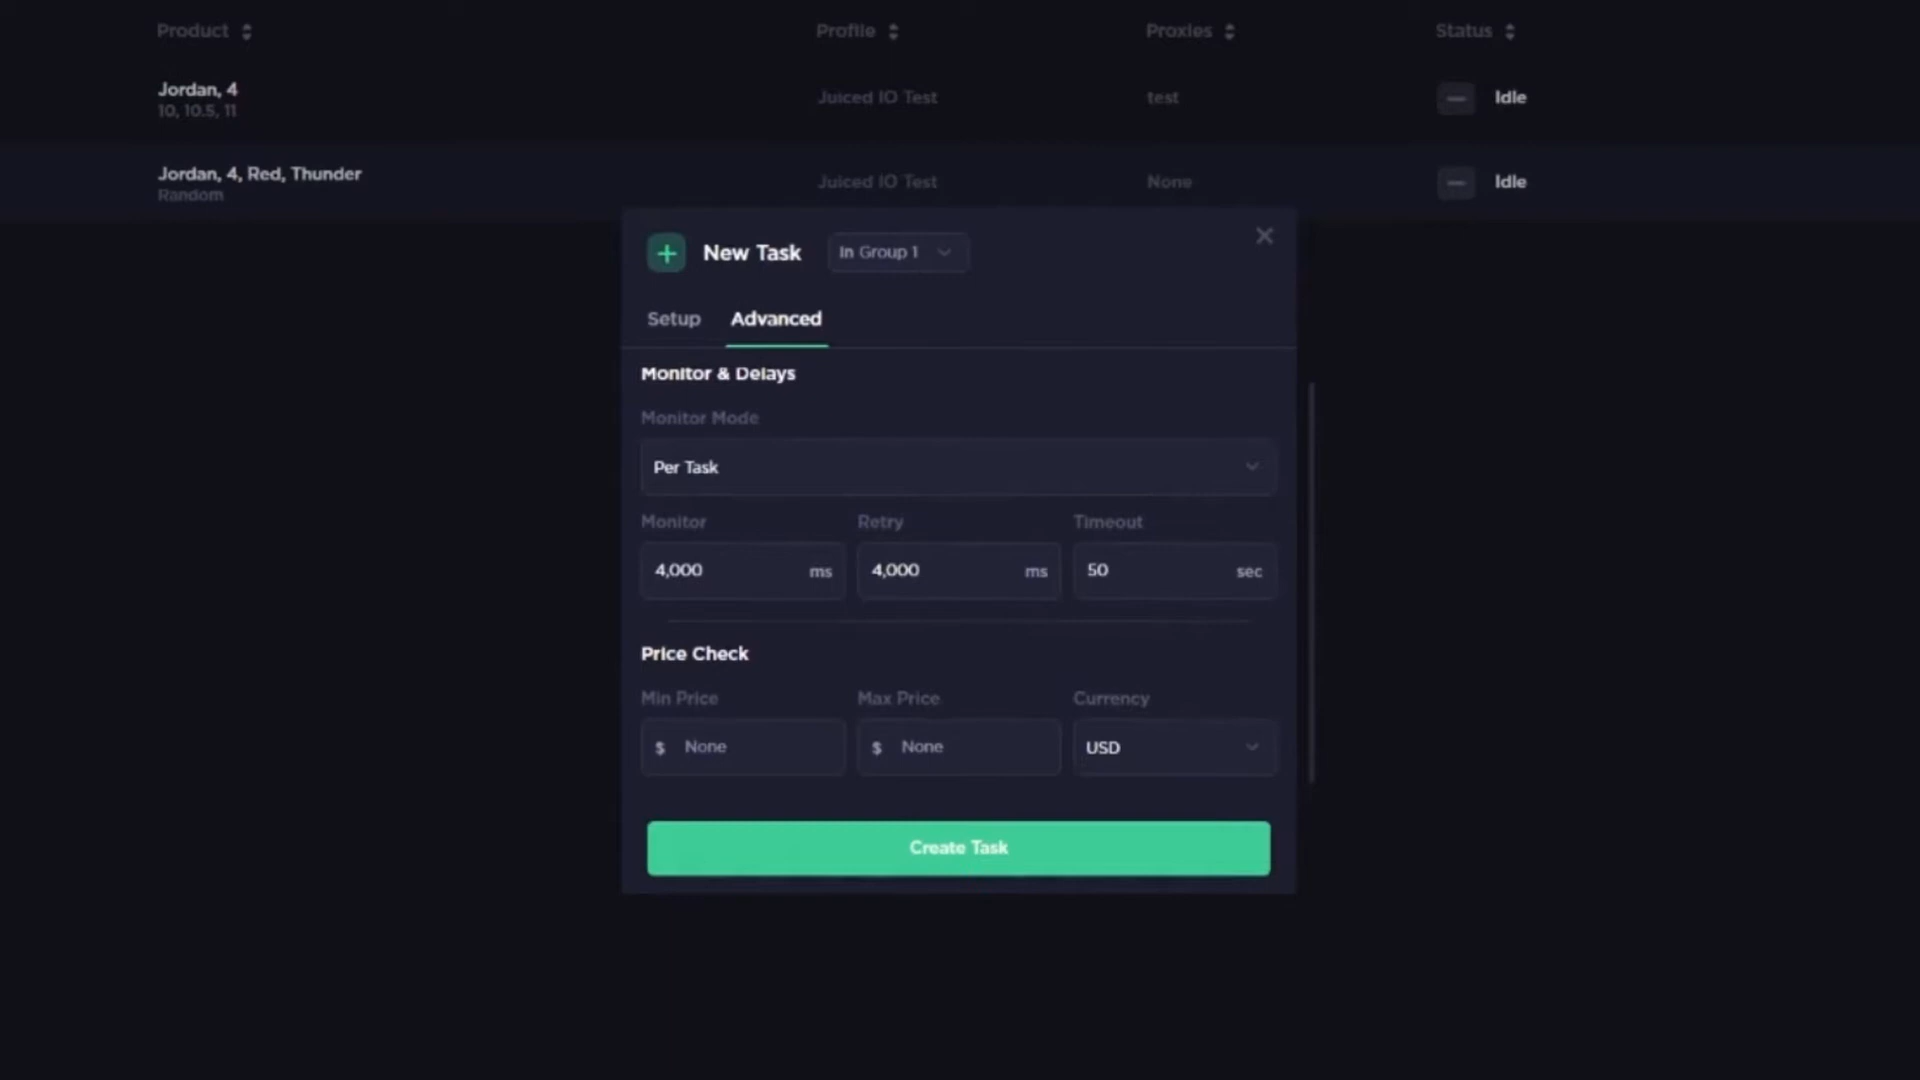 Product Profile Proxies Status
Jordan, 4
10, 10.5, 11
Juiced IO Test test Idle
Jordan, 4, Red, Thunder
Random
Juiced IO Test None Idle
New Task In Group 1
Setup Advanced
Monitor & Delays
Monitor Mode
Per Task
Monitor Retry Timeout
4,000 ms 4,000 ms 50 sec
Price Check
Min Price Max Price Currency
$ None $ None USD
Create Task